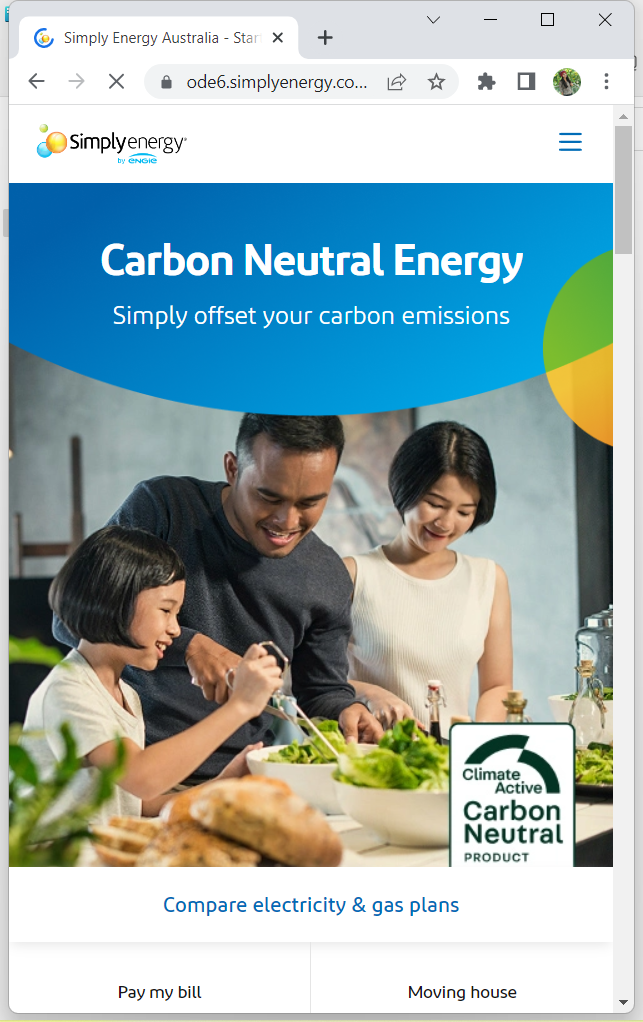 Simply Energy Australia - Star
ode6.simplyenergy.co...
Simplyenergy®
by ENGIE
Carbon Neutral Energy
Simply offset your carbon emissions
Climate
Active
Carbon
Neutral
PRODUCT
Compare electricity & gas plans
Pay my bill
Moving house